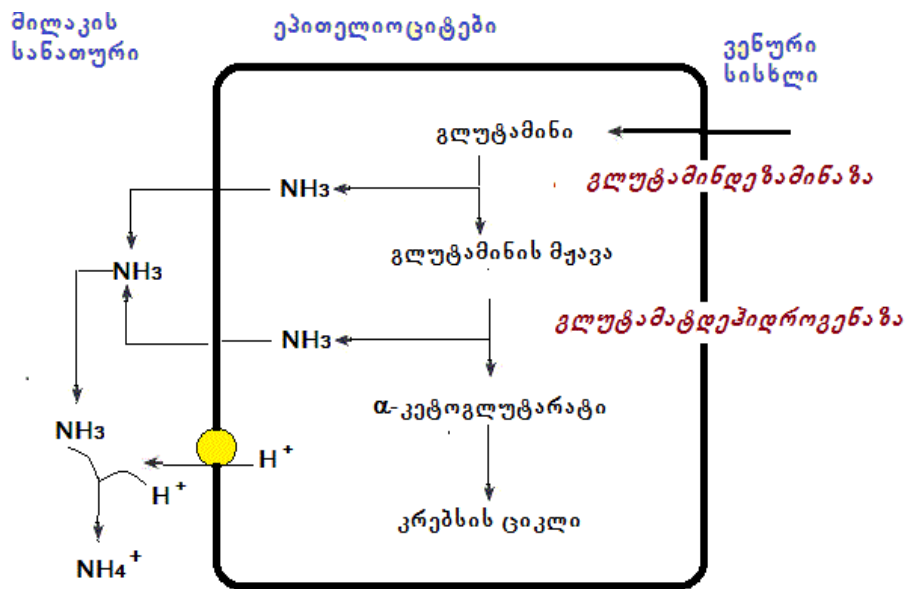 მილაკის
სანათური
ეპითელიოციტები
ვენური
სისხლი
გლუტამინი
გლუტამინდეზამინაზა
NH3
გლუტამინის მჟავა
NH3
გლუტამატდეჰიდროგენაზა
NH3
α-კეტოგლუტარატი
NH3
H+
H+
კრებსის ციკლი
NH4+